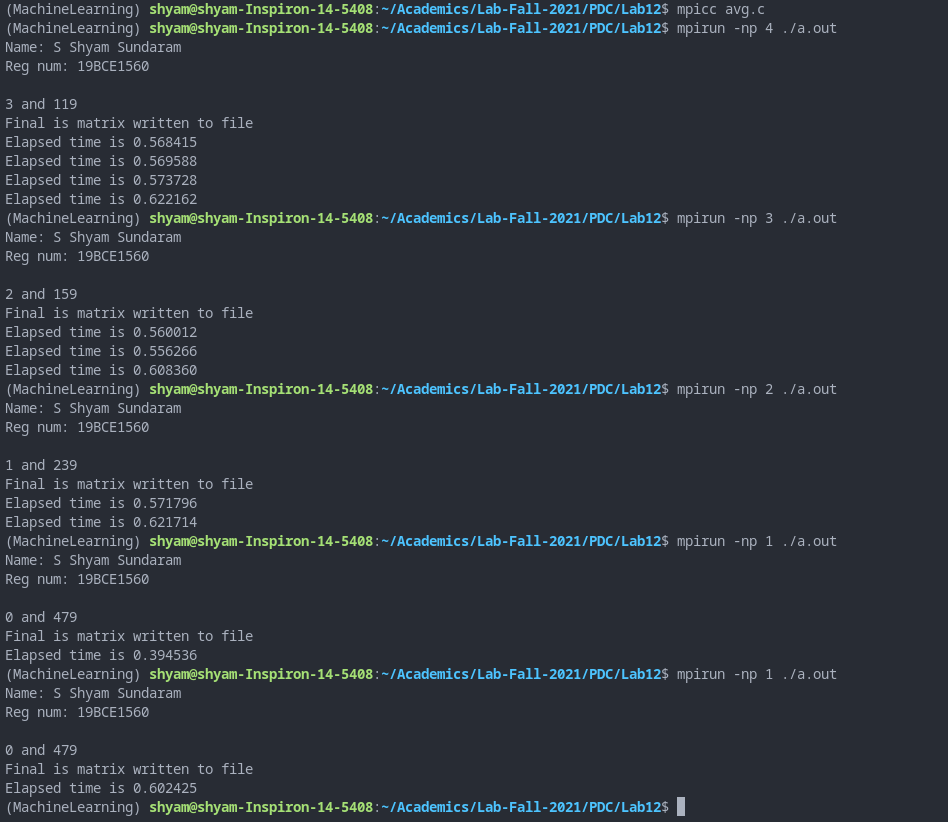 (MachineLearning) shyam@shyam-Inspiron-14-5408:~/Academics/Lab-Fall-2021/PDC/Lab12$ mpicc avg.c
(MachineLearning) shyam@shyam-Inspiron-14-5408:~/Academics/Lab-Fall-2021/PDC/Lab12$ mpirun -np 4 ./a.out
Name: S Shyam Sundaram
Reg num: 19BCE1560

3 and 119
Final is matrix written to file
Elapsed time is 0.568415
Elapsed time is 0.569588
Elapsed time is 0.573728
Elapsed time is 0.622162
(MachineLearning) shyam@shyam-Inspiron-14-5408:~/Academics/Lab-Fall-2021/PDC/Lab12$ mpirun -np 3 ./a.out
Name: S Shyam Sundaram
Reg num: 19BCE1560

2 and 159
Final is matrix written to file
Elapsed time is 0.560012
Elapsed time is 0.556266
Elapsed time is 0.608360
(MachineLearning) shyam@shyam-Inspiron-14-5408:~/Academics/Lab-Fall-2021/PDC/Lab12$ mpirun -np 2 ./a.out
Name: S Shyam Sundaram
Reg num: 19BCE1560

1 and 239
Final is matrix written to file
Elapsed time is 0.571796
Elapsed time is 0.621714
(MachineLearning) shyam@shyam-Inspiron-14-5408:~/Academics/Lab-Fall-2021/PDC/Lab12$ mpirun -np 1 ./a.out
Name: S Shyam Sundaram
Reg num: 19BCE1560

0 and 479
Final is matrix written to file
Elapsed time is 0.394536
(MachineLearning) shyam@shyam-Inspiron-14-5408:~/Academics/Lab-Fall-2021/PDC/Lab12$ mpirun -np 1 ./a.out
Name: S Shyam Sundaram
Reg num: 19BCE1560

0 and 479
Final is matrix written to file
Elapsed time is 0.602425
(MachineLearning) shyam@shyam-Inspiron-14-5408:~/Academics/Lab-Fall-2021/PDC/Lab12$